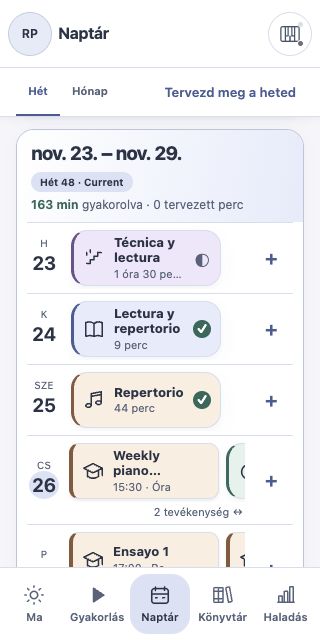 RP
Naptár
Hét
Hónap
Tervezd meg a heted
nov. 23. – nov. 29.
Hét 48 · Current
163 min gyakorolva · 0 tervezett perc
H
23
Técnica y
lectura
1 óra 30 pe...
+
K
24
Lectura y
repertorio
9 perc
+
SZE
25
Repertorio
44 perc
+
CS
26
Weekly
piano...
15:30 · Óra
+
2 tevékenység ↔
P
Ensayo 1
Ma
Gyakorlás
Naptár
Könyvtár
Haladás